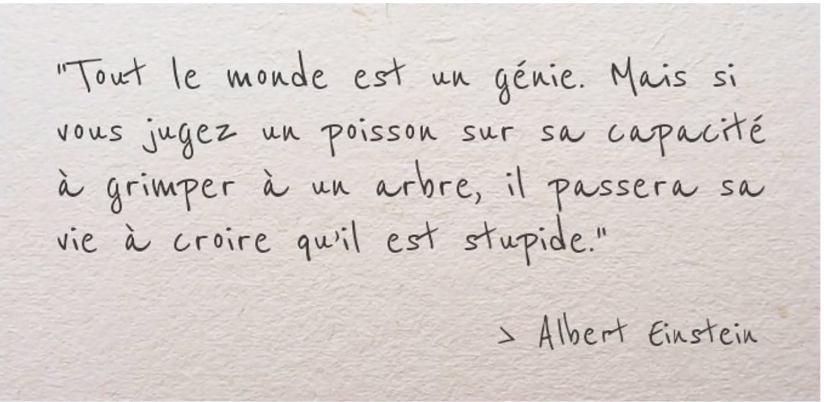 "Tout le monde est un génie. Mais si
vous jugez un poisson sur sa capacité
à grimper à un arbre, il passera sa
vie à croire qu'il est stupide."
> Albert Einstein